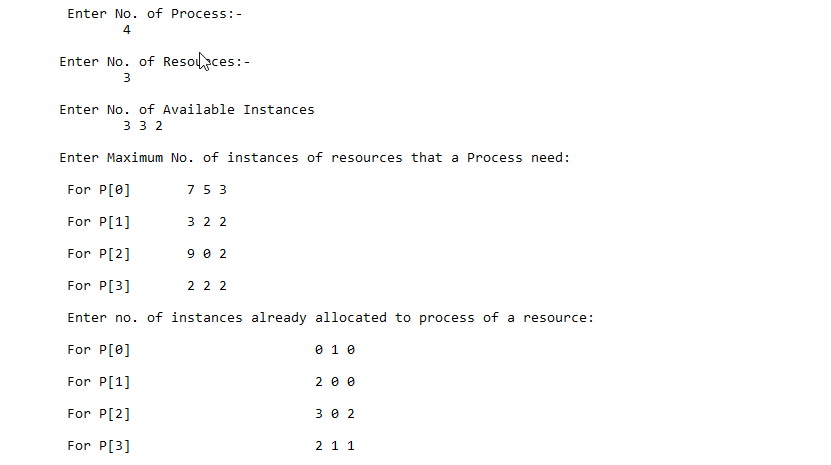 Enter No. of Process:-
4
Enter No. of Resources:-
3
Enter No. of Available Instances
3 3 2
Enter Maximum No. of instances of resources that a Process need:
For P[0] 7 5 3
For P[1] 3 2 2
For P[2] 9 0 2
For P[3] 2 2 2
Enter no. of instances already allocated to process of a resource:
For P[0] 0 1 0
For P[1] 2 0 0
For P[2] 3 0 2
For P[3] 2 1 1